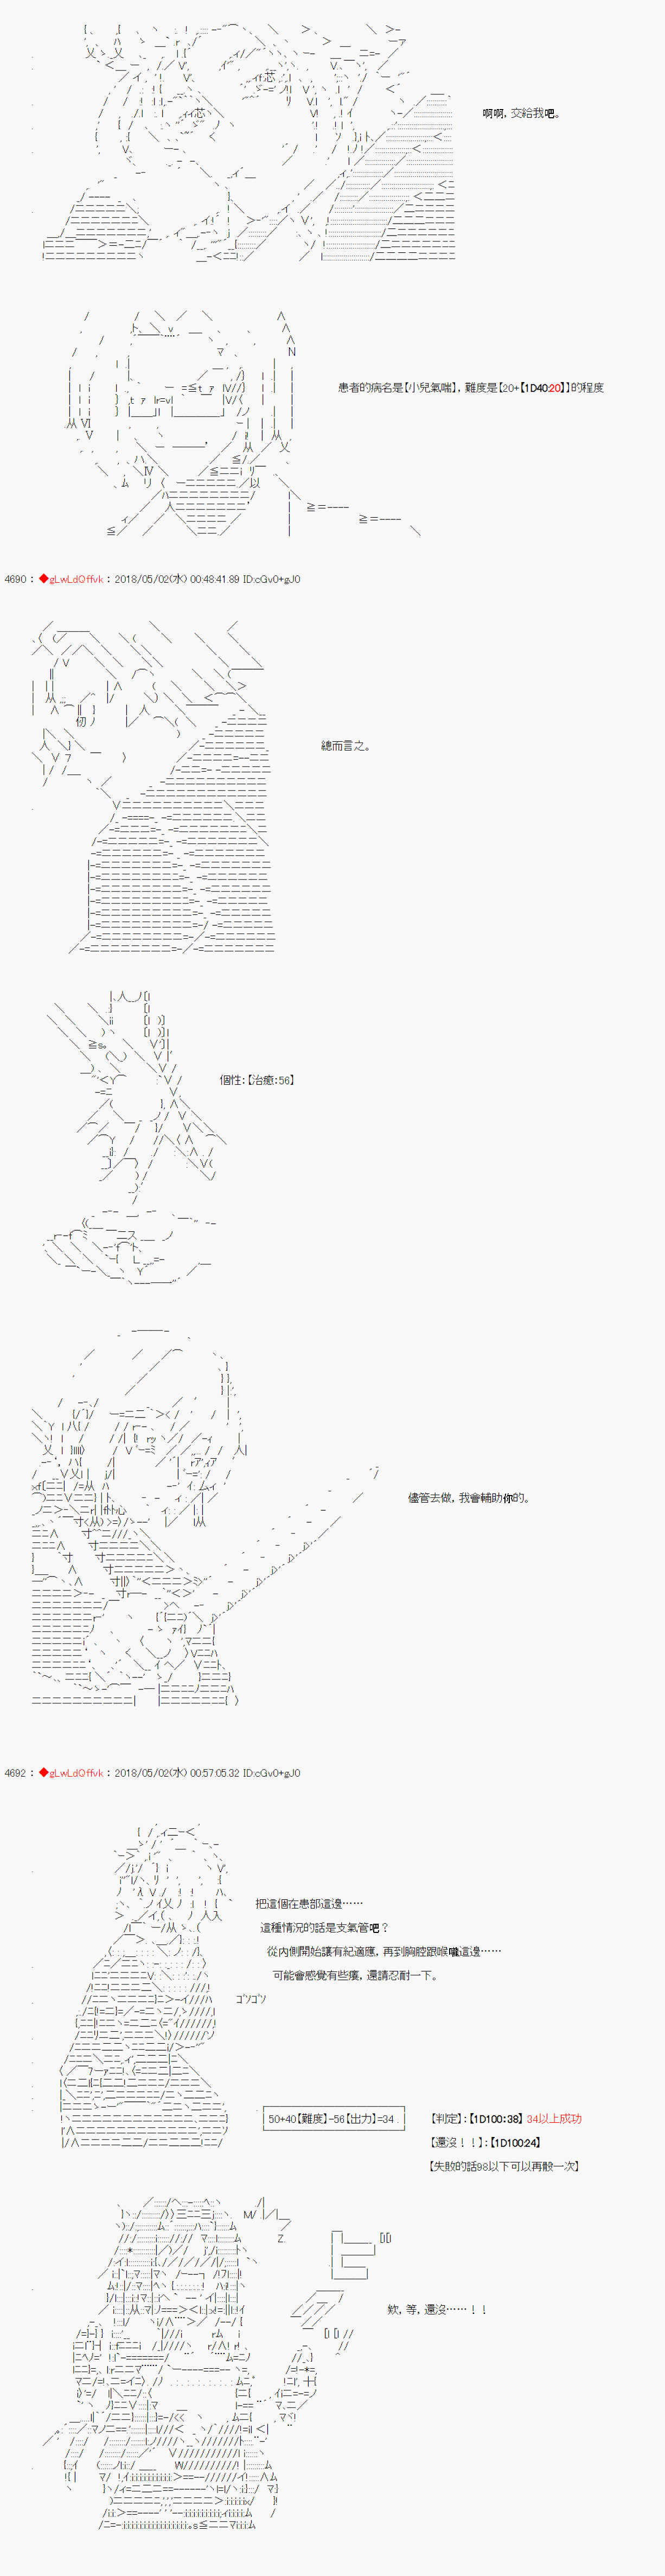 啊啊，交給我吧。
患者的病名是【小兒氣喘】，難度是【20+【1D40:20】】的程度
4690 : ◆gLwLdQffvk : 2018/05/02(水) 00:48:41.89 ID:cGv0+gJ0
總而言之。
個性：【治癒：56】
儘管去做，我會輔助你的。
4692 : ◆gLwLdQffvk : 2018/05/02(水) 00:57:05.32 ID:cGv0+gJ0
把這個在患部這邊……
這種情況的話是支氣管吧？
從內側開始讓有紀適應，再到胸腔跟喉嚨這邊……
可能會感覺有些癢，還請忍耐一下。
ｺﾞｿｺﾞｿ
50+40【難度】-56【出力】=34 .
【判定】：【1D100:38】 34以上成功
【還沒！！】：【1D100:24】
【失敗的話98以下可以再骰一次】
欸，等，還沒……！！